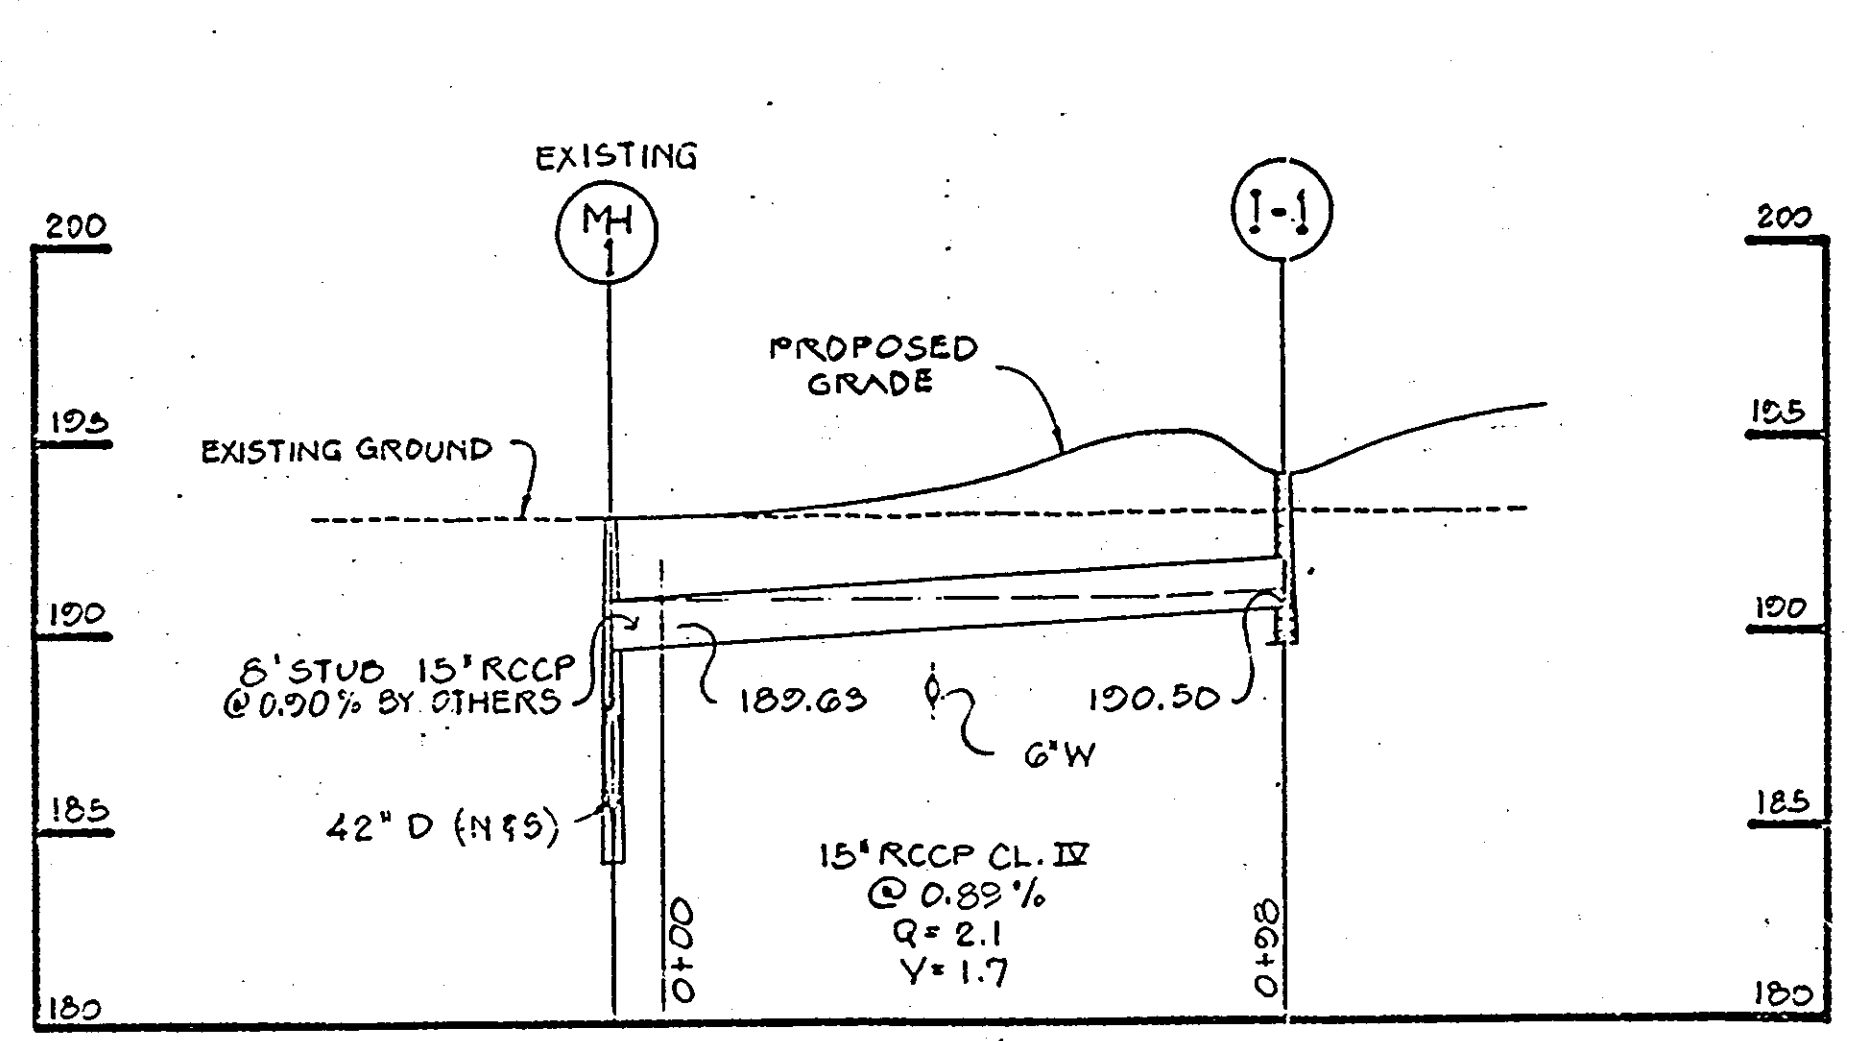 EXISTING
MH
1
I-1
200
200
PROPOSED
GRADE
195
195
EXISTING GROUND
190
190
8' STUB 15" RCCP
@ 0.90% BY OTHERS
189.63
190.50
6" W
185
185
42" D (N & S)
15" RCCP CL. IV
@ 0.89 %
Q = 2.1
V = 1.7
0+00
0+98
180
180